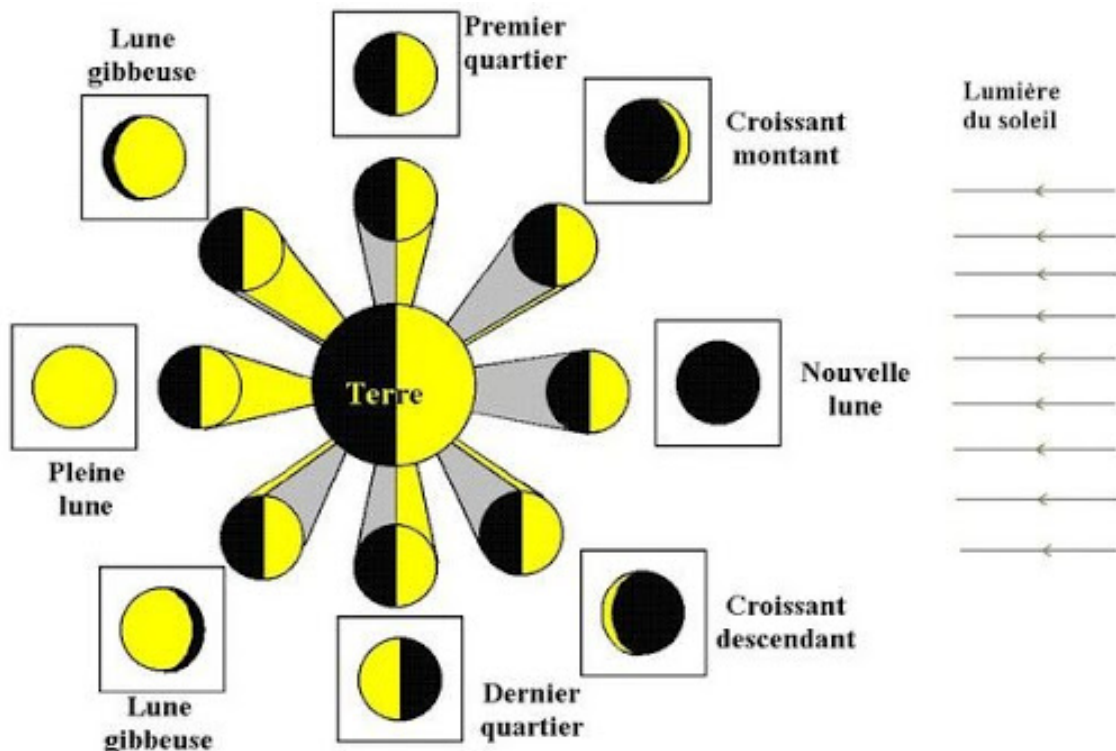 Lune
gibbeuse
Premier
quartier
Croissant
montant
Lumière
du soleil
Terre
Nouvelle
lune
Pleine
lune
Croissant
descendant
Dernier
quartier
Lune
gibbeuse